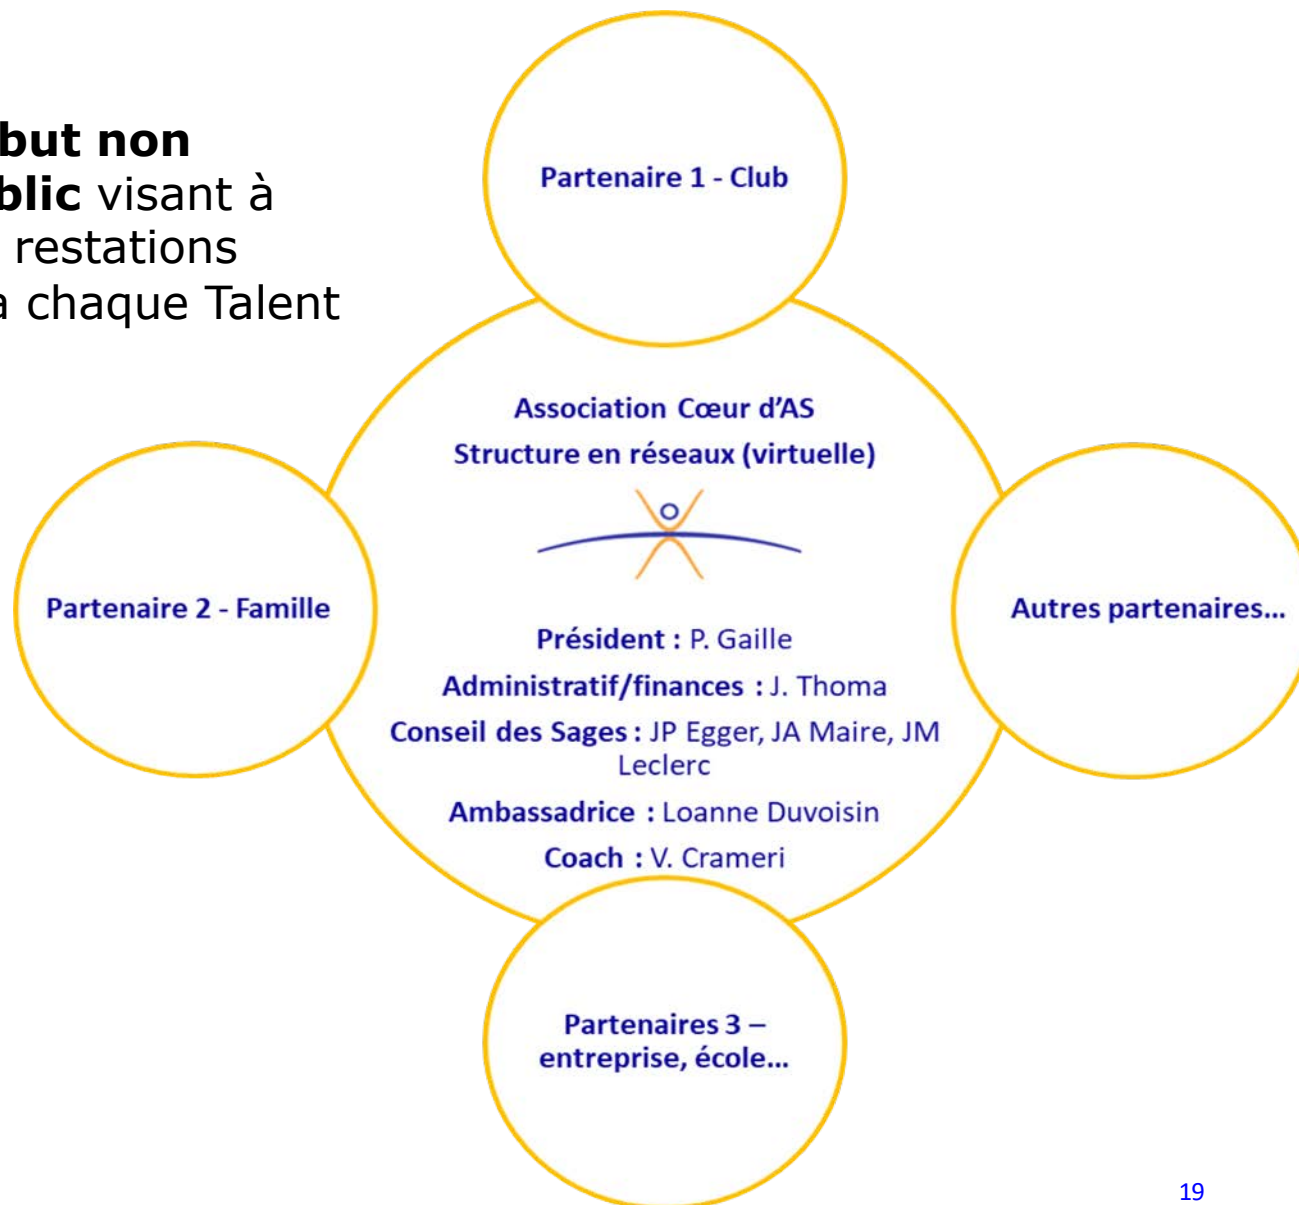 but non
blic visant à
restations
à chaque Talent
Partenaire 1 - Club
Association Cœur d’AS
Structure en réseaux (virtuelle)
Partenaire 2 - Famille
Autres partenaires...
Président : P. Gaille
Administratif/finances : J. Thoma
Conseil des Sages : JP Egger, JA Maire, JM
Leclerc
Ambassadrice : Loanne Duvoisin
Coach : V. Crameri
Partenaires 3 –
entreprise, école...
19